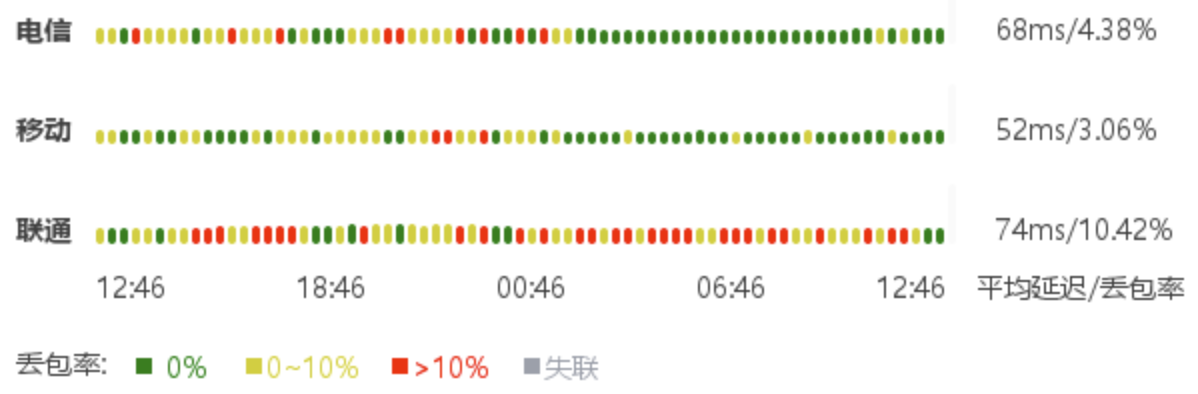 电信 68ms/4.38%
移动 52ms/3.06%
联通 74ms/10.42%
12:46 18:46 00:46 06:46 12:46 平均延迟/丢包率
丢包率: 0% 0~10% >10% 失联